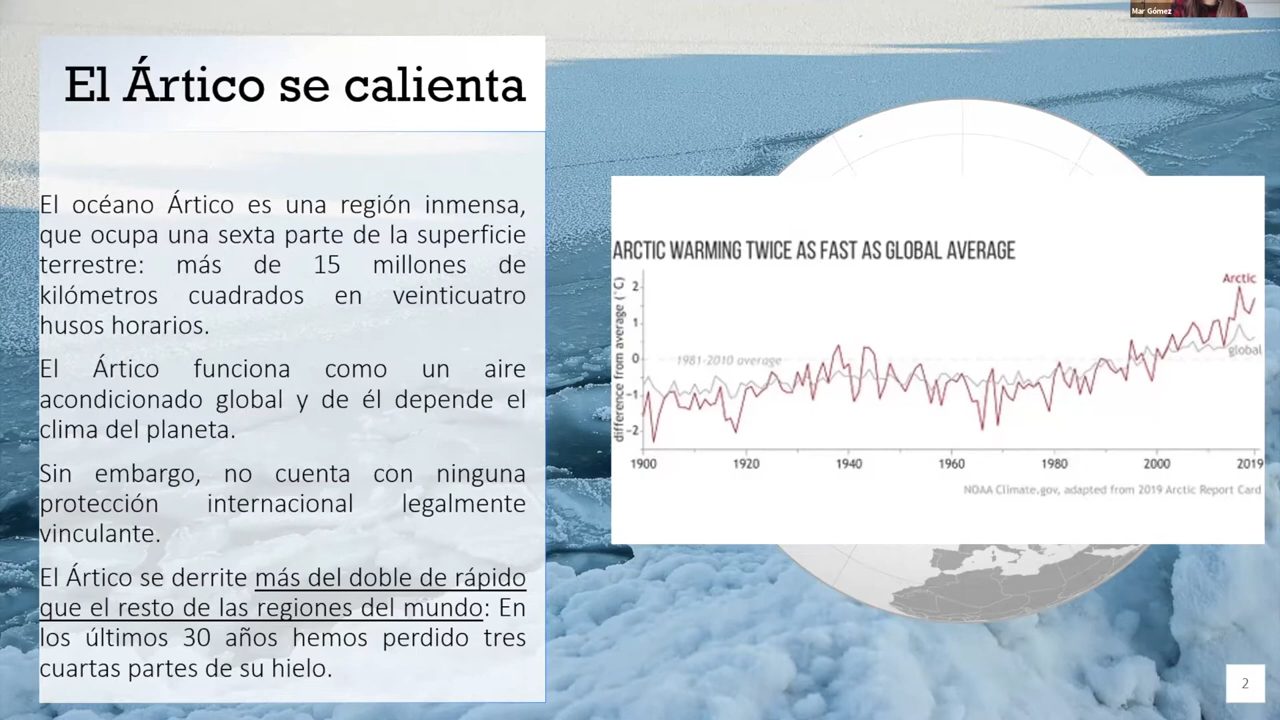 Mar Gómez
El Ártico se calienta
El océano Ártico es una región inmensa,
que ocupa una sexta parte de la superficie
terrestre: más de 15 millones de
kilómetros cuadrados en veinticuatro
husos horarios.
El Ártico funciona como un aire
acondicionado global y de él depende el
clima del planeta.
Sin embargo, no cuenta con ninguna
protección internacional legalmente
vinculante.
El Ártico se derrite más del doble de rápido
que el resto de las regiones del mundo: En
los últimos 30 años hemos perdido tres
cuartas partes de su hielo.
ARCTIC WARMING TWICE AS FAST AS GLOBAL AVERAGE
difference from average (°C)
2
1
0
-1
-2
1981-2010 average
Arctic
global
1900 1920 1940 1960 1980 2000 2019
NOAA Climate.gov, adapted from 2019 Arctic Report Card
2